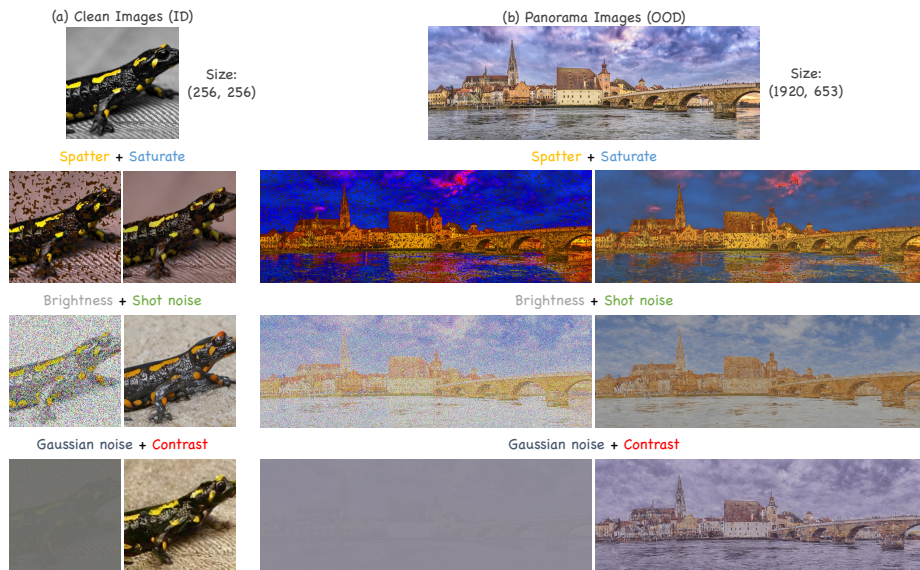 (a) Clean Images (ID)
(b) Panorama Images (OOD)
Size:
(256, 256)
Size:
(1920, 653)
Spatter + Saturate
Spatter + Saturate
Brightness + Shot noise
Brightness + Shot noise
Gaussian noise + Contrast
Gaussian noise + Contrast